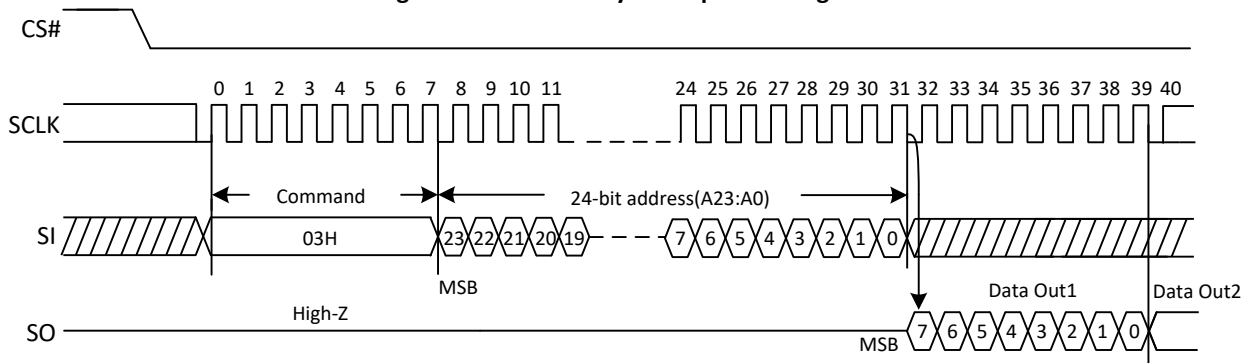 CS#
0 1 2 3 4 5 6 7 8 9 10 11 24 25 26 27 28 29 30 31 32 33 34 35 36 37 38 39 40
SCLK
Command 24-bit address(A23:A0)
SI 03H 23 22 21 20 19 7 6 5 4 3 2 1 0
MSB Data Out1 Data Out2
High-Z
SO MSB 7 6 5 4 3 2 1 0